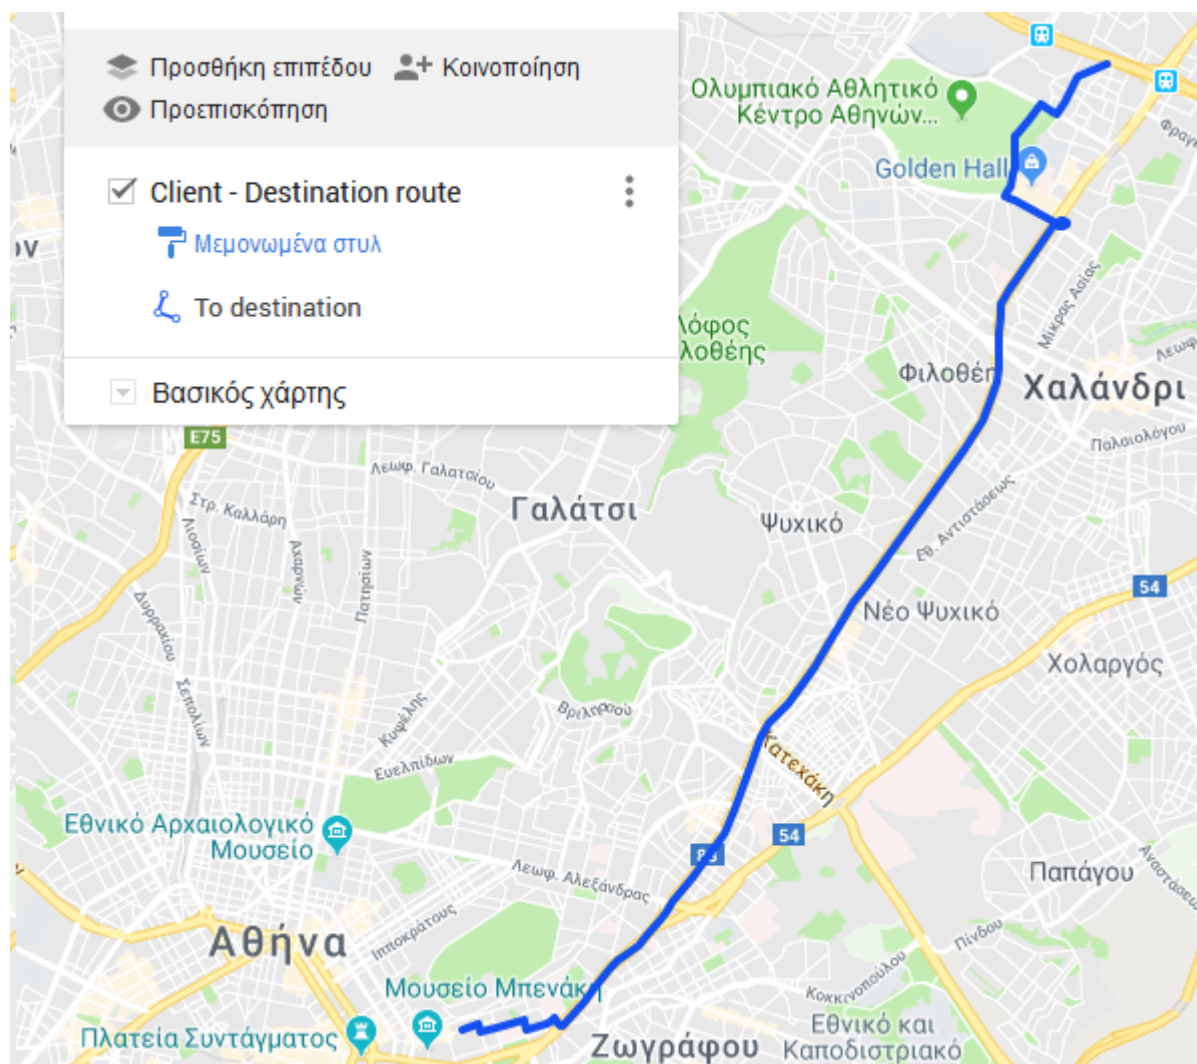 Προσθήκη επιπέδου
Κοινοποίηση
Προεπισκόπηση
Client - Destination route
Μεμονωμένα στυλ
To destination
Βασικός χάρτης
Ολυμπιακό Αθλητικό
Κέντρο Αθηνών...
Golden Hall
Μικράς Ασίας
λόφος
λοθέης
Φιλοθέη
Χαλάνδρι
Λεωφ.
Παλαιολόγου
E75
Λεωφ. Γαλατσίου
Στρ. Καλλάρη
Λιοσίων
Αχαρνών
Πατησίων
Γαλάτσι
Ψυχικό
Εθ. Αντιστάσεως
54
Δυρραχίου
Νέο Ψυχικό
Χολαργός
Σεπολίων
Κυψέλης
Ευελπίδων
Κατεχάκη
Εθνικό Αρχαιολογικό
Μουσείο
54
Λεωφ. Αλεξάνδρας
Παπάγου
Αναστάσεω
Ιπποκράτους
Αθήνα
Πίνδου
Μουσείο Μπενάκη
Κοκκινοπούλου
Πλατεία Συντάγματος
Ζωγράφου
Εθνικό και
Καποδιστριακό